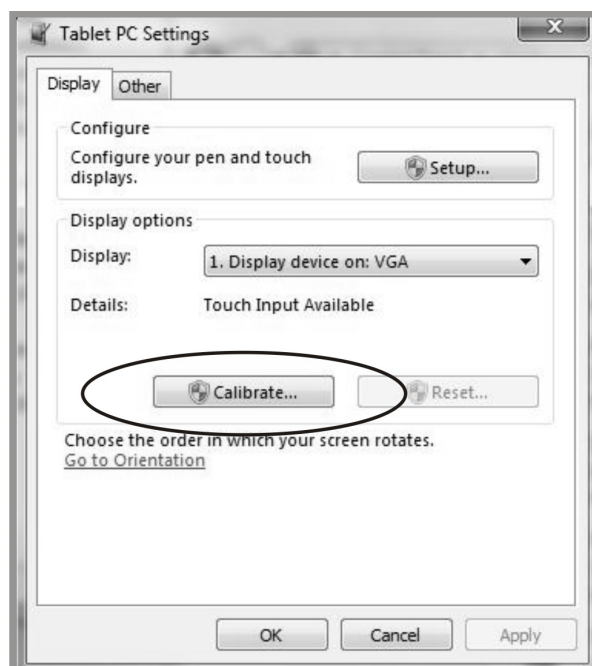 Tablet PC Settings
Display Other
Configure
Configure your pen and touch
displays.
Setup...
Display options
Display: 1. Display device on: VGA
Details: Touch Input Available
Calibrate... Reset...
Choose the order in which your screen rotates.
Go to Orientation
OK Cancel Apply